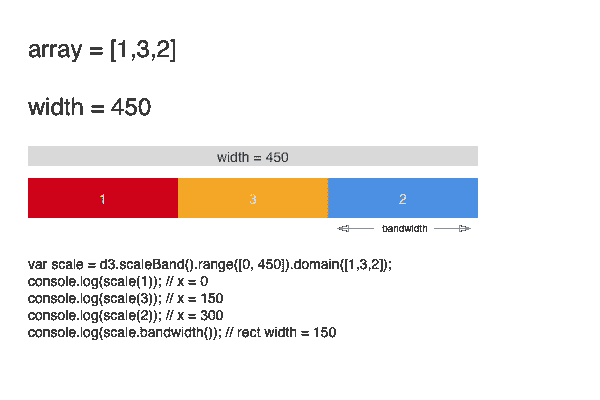 array = [1,3,2]
width = 450
width = 450
1 3 2
bandwidth
var scale = d3.scaleBand().range([0, 450]).domain([1,3,2]);
console.log(scale(1)); // x = 0
console.log(scale(3)); // x = 150
console.log(scale(2)); // x = 300
console.log(scale.bandwidth()); // rect width = 150